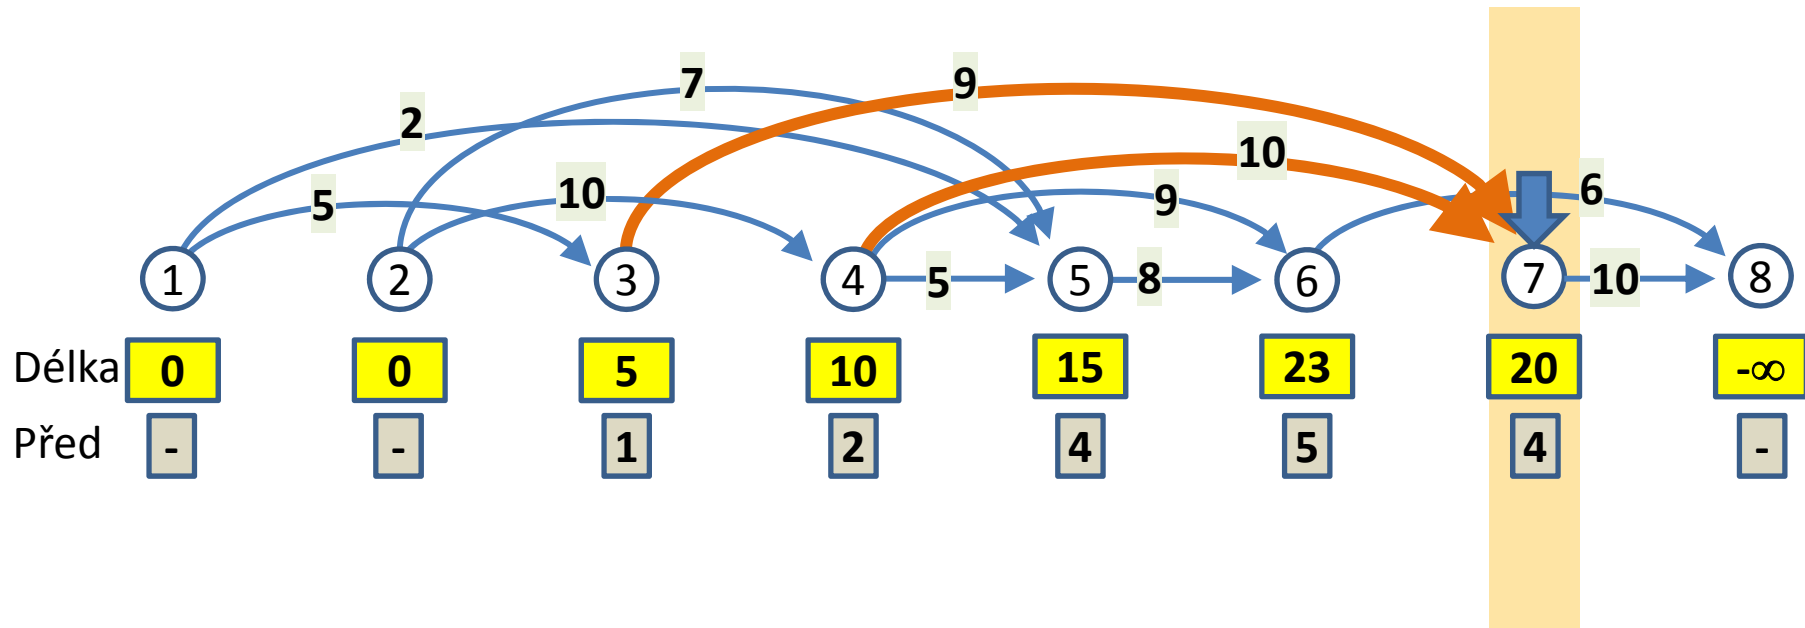 7 9
2 10
5 10 9 6
1 2 3 4 5 5 8 6 7 10 8
Délka 0 0 5 10 15 23 20 -∞
Před - - 1 2 4 5 4 -